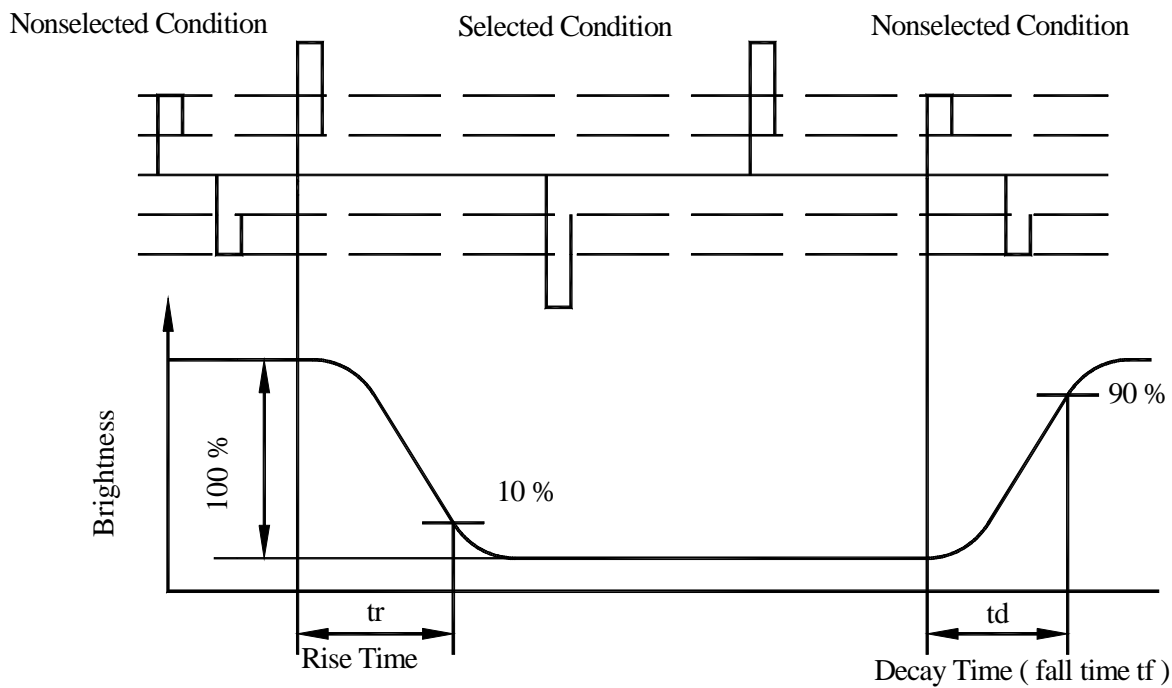 Nonselected Condition
Selected Condition
Nonselected Condition
90 %
Brightness
100 %
10 %
tr
td
Rise Time
Decay Time ( fall time tf )